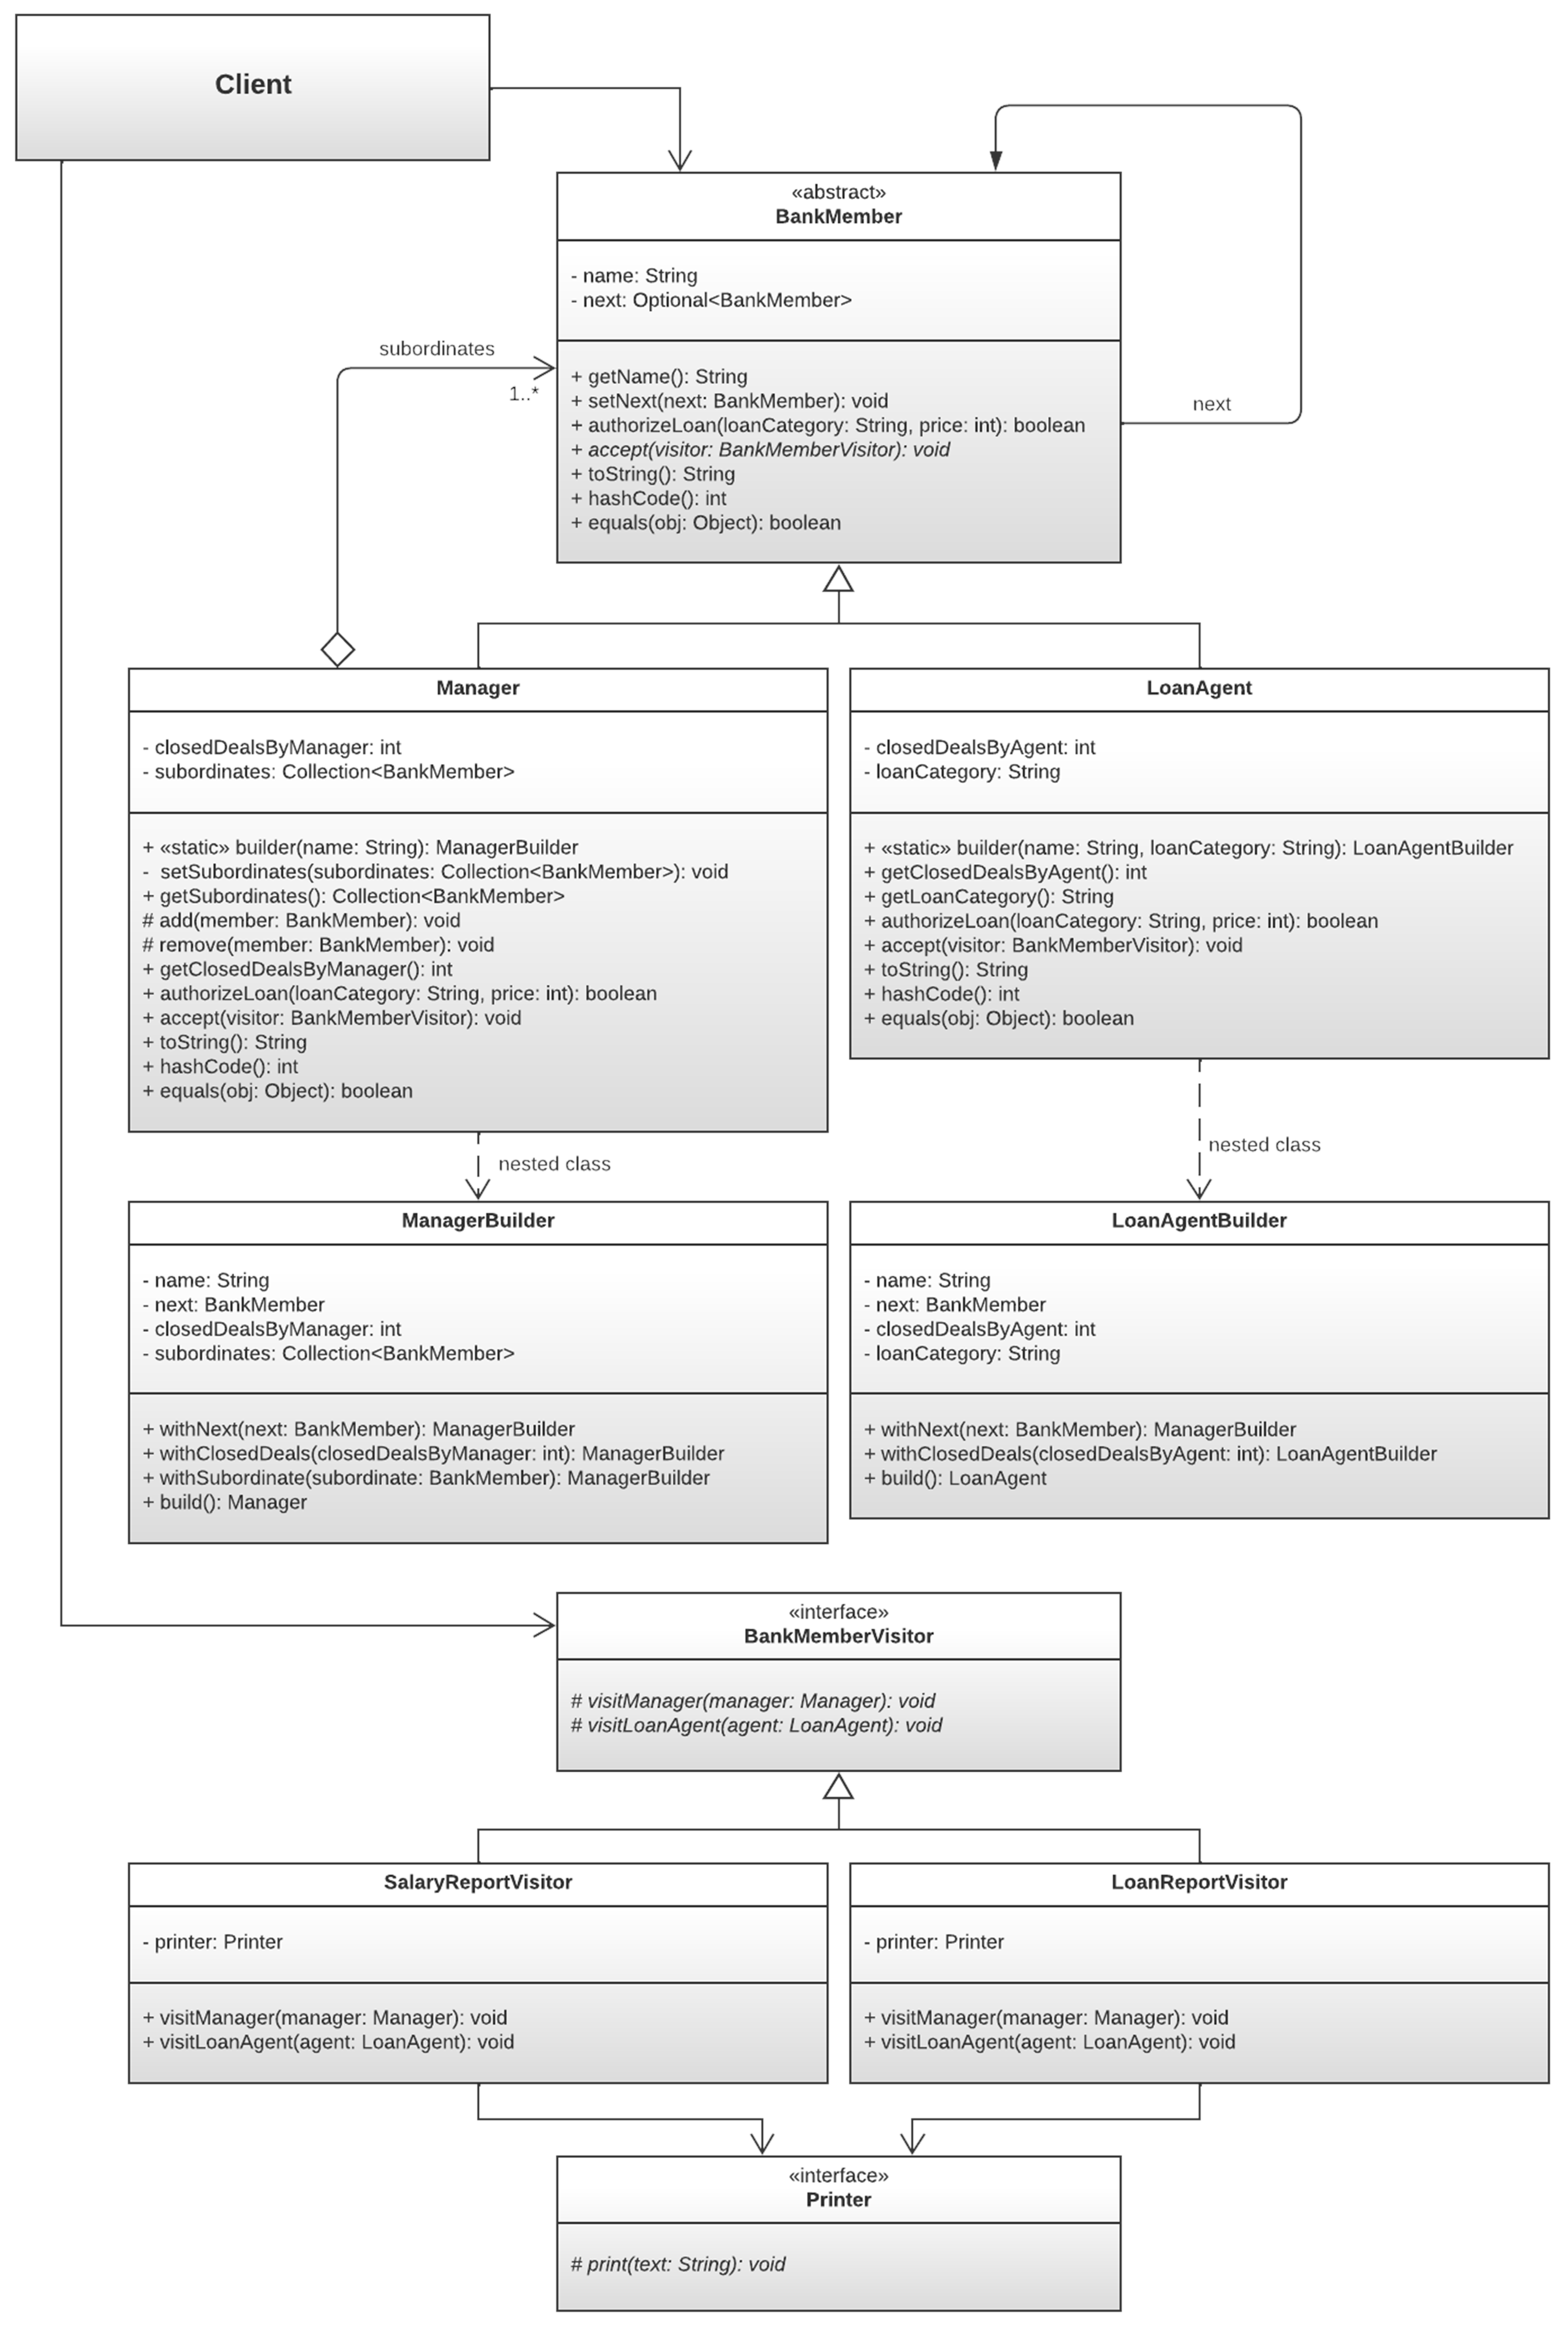 Client
«abstract»
BankMember
- name: String
- next: Optional<BankMember>
subordinates
1..*
+ getName(): String
+ setNext(next: BankMember): void
+ authorizeLoan(loanCategory: String, price: int): boolean
+ accept(visitor: BankMemberVisitor): void
+ toString(): String
+ hashCode(): int
+ equals(obj: Object): boolean
next
Manager
- closedDealsByManager: int
- subordinates: Collection<BankMember>
+ «static» builder(name: String): ManagerBuilder
- setSubordinates(subordinates: Collection<BankMember>): void
+ getSubordinates(): Collection<BankMember>
# add(member: BankMember): void
# remove(member: BankMember): void
+ getClosedDealsByManager(): int
+ authorizeLoan(loanCategory: String, price: int): boolean
+ accept(visitor: BankMemberVisitor): void
+ toString(): String
+ hashCode(): int
+ equals(obj: Object): boolean
LoanAgent
- closedDealsByAgent: int
- loanCategory: String
+ «static» builder(name: String, loanCategory: String): LoanAgentBuilder
+ getClosedDealsByAgent(): int
+ getLoanCategory(): String
+ authorizeLoan(loanCategory: String, price: int): boolean
+ accept(visitor: BankMemberVisitor): void
+ toString(): String
+ hashCode(): int
+ equals(obj: Object): boolean
nested class
nested class
ManagerBuilder
- name: String
- next: BankMember
- closedDealsByManager: int
- subordinates: Collection<BankMember>
+ withNext(next: BankMember): ManagerBuilder
+ withClosedDeals(closedDealsByManager: int): ManagerBuilder
+ withSubordinate(subordinate: BankMember): ManagerBuilder
+ build(): Manager
LoanAgentBuilder
- name: String
- next: BankMember
- closedDealsByAgent: int
- loanCategory: String
+ withNext(next: BankMember): ManagerBuilder
+ withClosedDeals(closedDealsByAgent: int): LoanAgentBuilder
+ build(): LoanAgent
«interface»
BankMemberVisitor
# visitManager(manager: Manager): void
# visitLoanAgent(agent: LoanAgent): void
SalaryReportVisitor
- printer: Printer
+ visitManager(manager: Manager): void
+ visitLoanAgent(agent: LoanAgent): void
LoanReportVisitor
- printer: Printer
+ visitManager(manager: Manager): void
+ visitLoanAgent(agent: LoanAgent): void
«interface»
Printer
# print(text: String): void